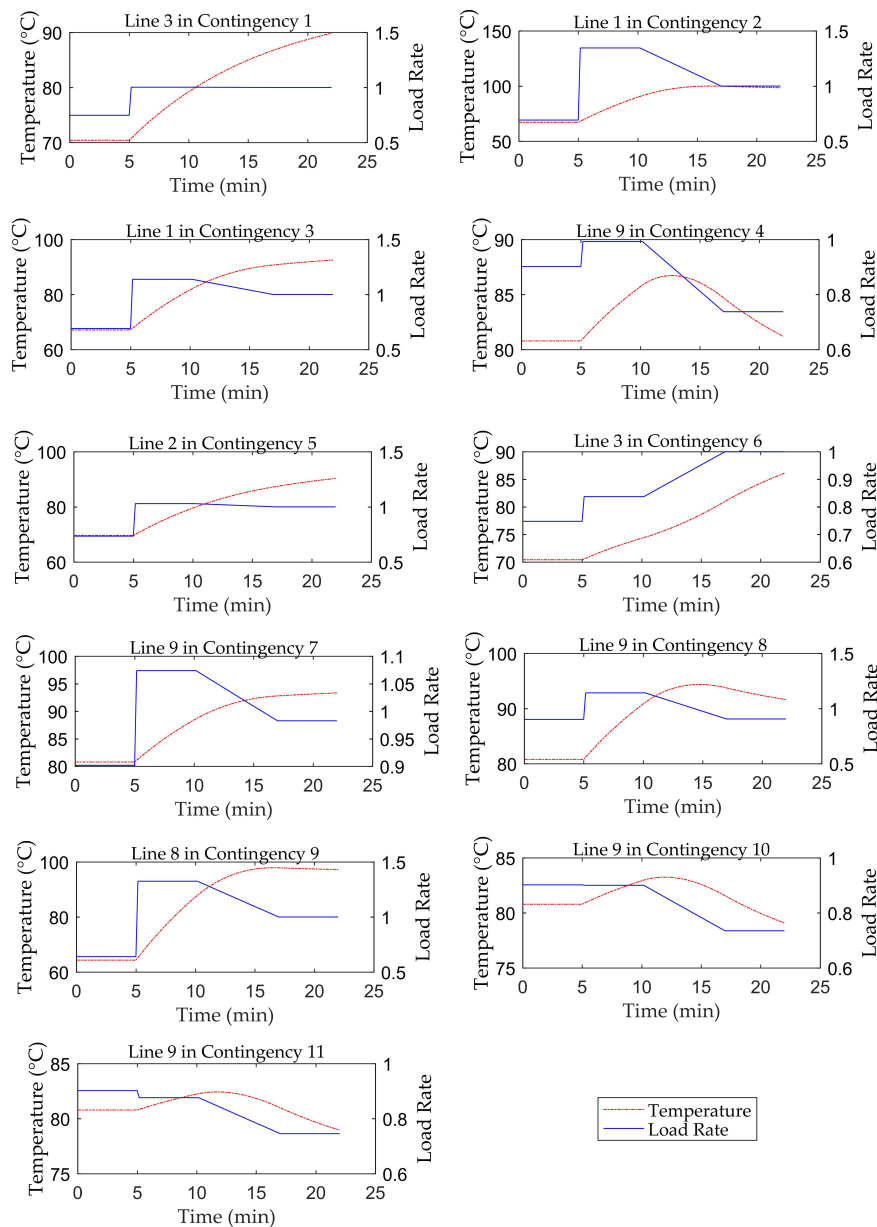 Line 3 in Contingency 1
Temperature (°C)
90
80
70
1.5
1
0.5
Load Rate
0 5 10 15 20 25
Time (min)
Line 1 in Contingency 2
Temperature (°C)
150
100
50
1.5
1
0.5
Load Rate
0 5 10 15 20 25
Time (min)
Line 1 in Contingency 3
Temperature (°C)
100
80
60
1.5
1
0.5
Load Rate
0 5 10 15 20 25
Time (min)
Line 9 in Contingency 4
Temperature (°C)
90
85
80
1
0.9
0.8
0.7
0.6
Load Rate
0 5 10 15 20 25
Time (min)
Line 2 in Contingency 5
Temperature (°C)
100
80
60
1.5
1
0.5
Load Rate
0 5 10 15 20 25
Time (min)
Line 3 in Contingency 6
Temperature (°C)
90
85
80
75
70
1
0.9
0.8
0.7
0.6
Load Rate
0 5 10 15 20 25
Time (min)
Line 9 in Contingency 7
Temperature (°C)
100
95
90
85
80
1.1
1.05
1
0.95
0.9
Load Rate
0 5 10 15 20 25
Time (min)
Line 9 in Contingency 8
Temperature (°C)
100
90
80
1.5
1
0.5
Load Rate
0 5 10 15 20 25
Time (min)
Line 8 in Contingency 9
Temperature (°C)
100
80
60
1.5
1
0.5
Load Rate
0 5 10 15 20 25
Time (min)
Line 9 in Contingency 10
Temperature (°C)
85
80
75
1
0.8
0.6
Load Rate
0 5 10 15 20 25
Time (min)
Line 9 in Contingency 11
Temperature (°C)
85
80
75
1
0.8
0.6
Load Rate
0 5 10 15 20 25
Time (min)
Temperature
Load Rate